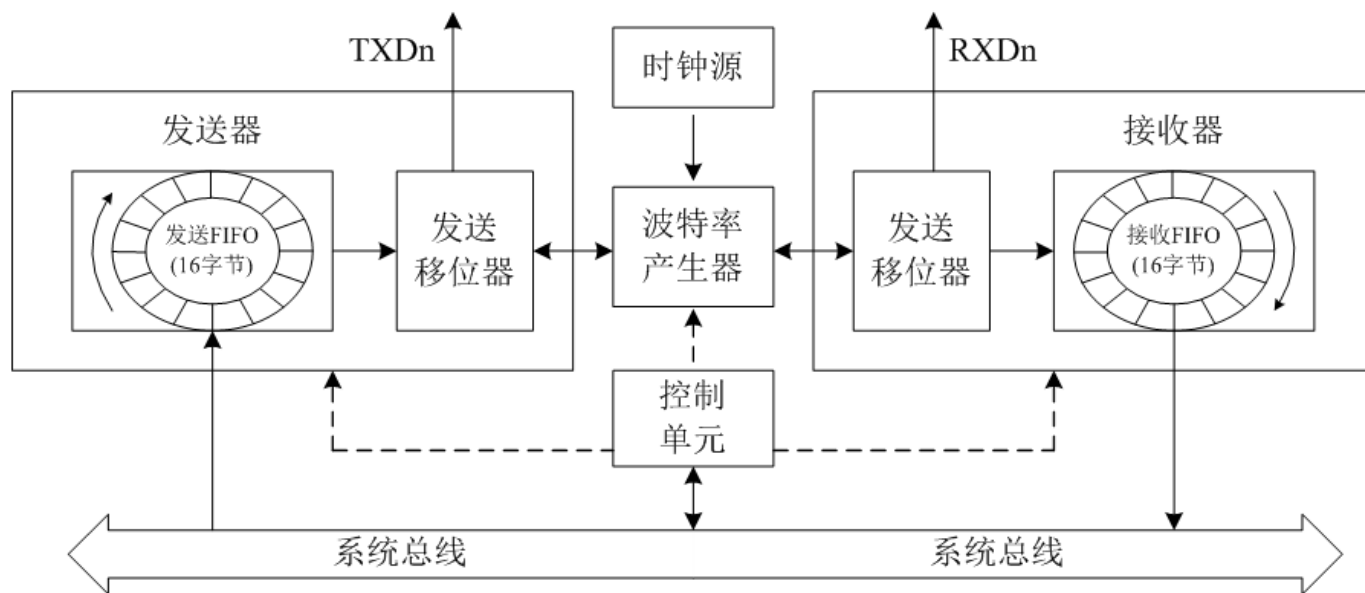 TXDn
时钟源
RXDn
发送器
接收器
发送FIFO
(16字节)
发送
移位器
波特率
产生器
发送
移位器
接收FIFO
(16字节)
控制
单元
系统总线
系统总线